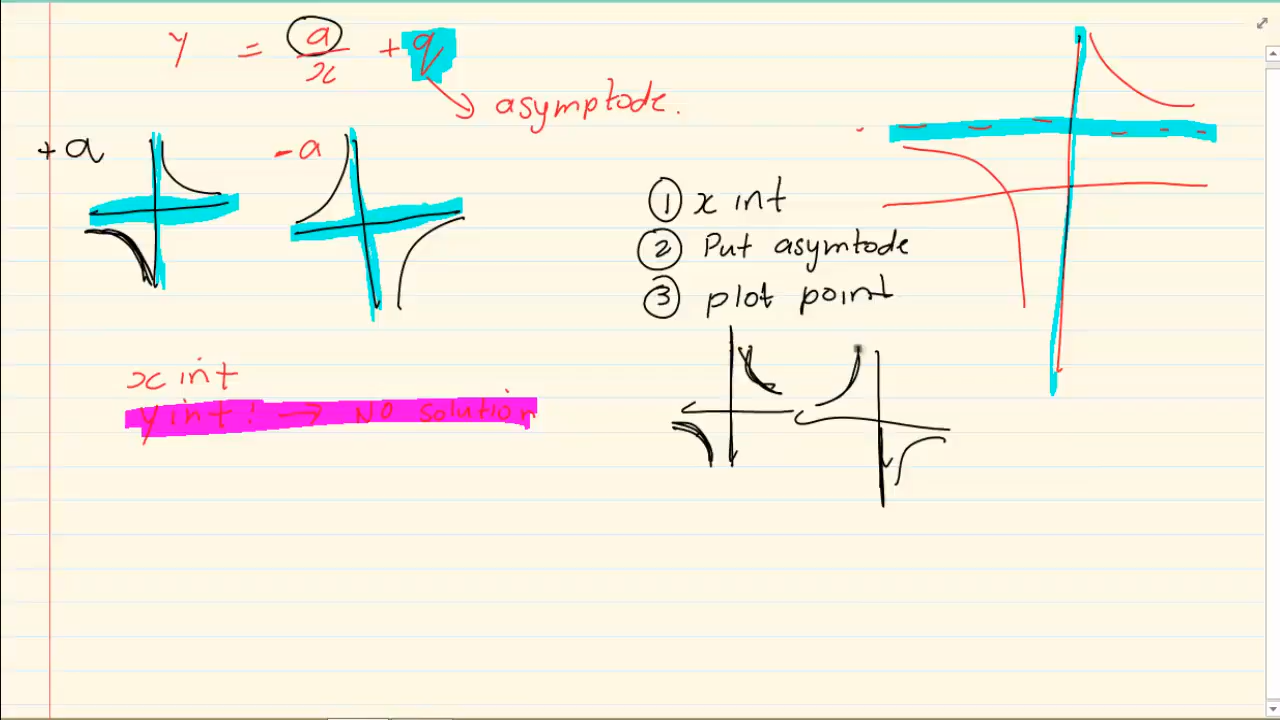 y = a/x + q
asymptode.
+a
-a
① x int
② Put asymtode
③ plot point
x int
y int : → NO solution